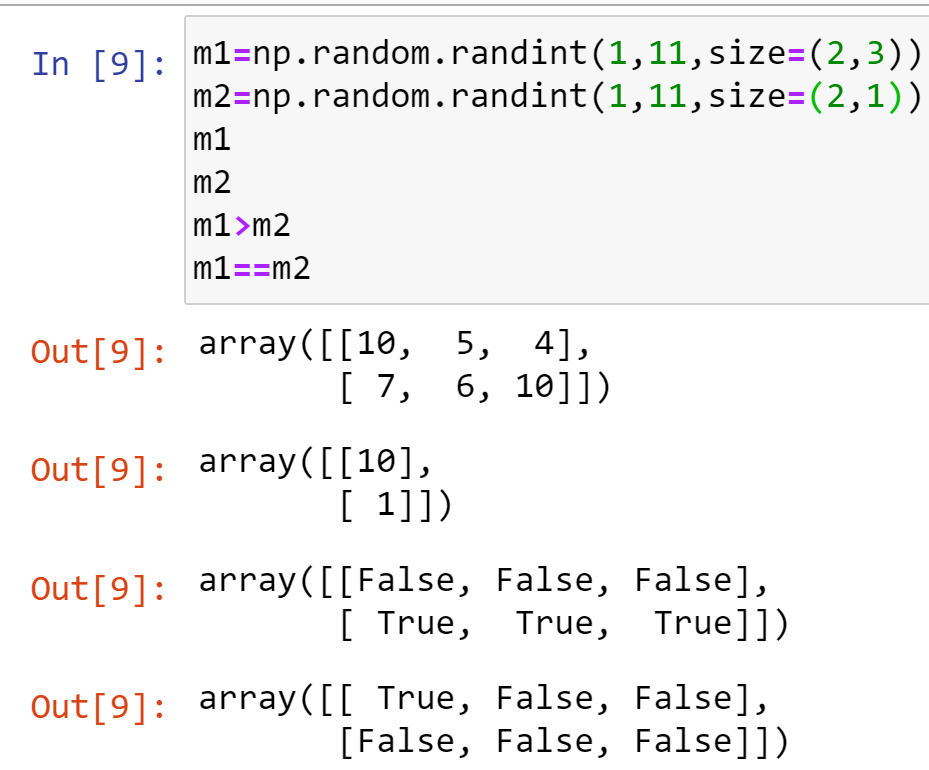 In [9]: m1=np.random.randint(1,11,size=(2,3))
m2=np.random.randint(1,11,size=(2,1))
m1
m2
m1>m2
m1==m2
Out[9]: array([[10,  5,  4],
       [ 7,  6, 10]])
Out[9]: array([[10],
       [ 1]])
Out[9]: array([[False, False, False],
       [ True,  True,  True]])
Out[9]: array([[ True, False, False],
       [False, False, False]])